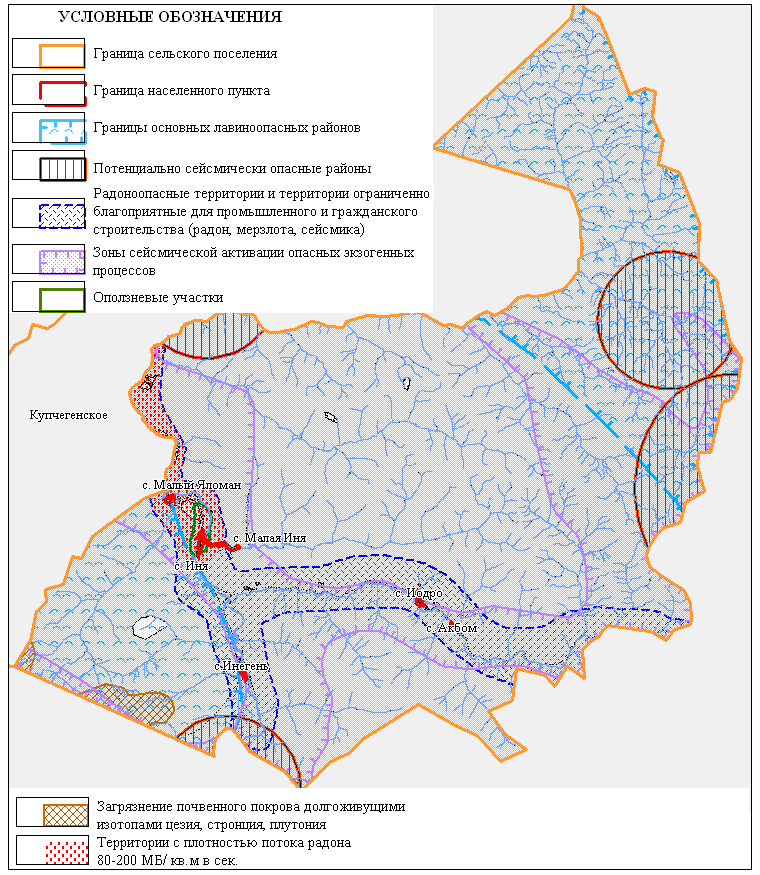 УСЛОВНЫЕ ОБОЗНАЧЕНИЯ
Граница сельского поселения
Граница населенного пункта
Границы основных лавиноопасных районов
Потенциально сейсмически опасные районы
Радоноопасные территории и территории ограниченно
благоприятные для промышленного и гражданского
строительства (радон, мерзлота, сейсмика)
Зоны сейсмической активации опасных экзогенных
процессов
Оползневые участки
Купчегенское
с. Малый Яломан
с. Малая Иня
с. Иня
с. Иодро
с. Акбом
с.Инегень
Загрязнение почвенного покрова долгоживущими
изотопами цезия, стронция, плутония
Территории с плотностью потока радона
80-200 МБ/ кв.м в сек.